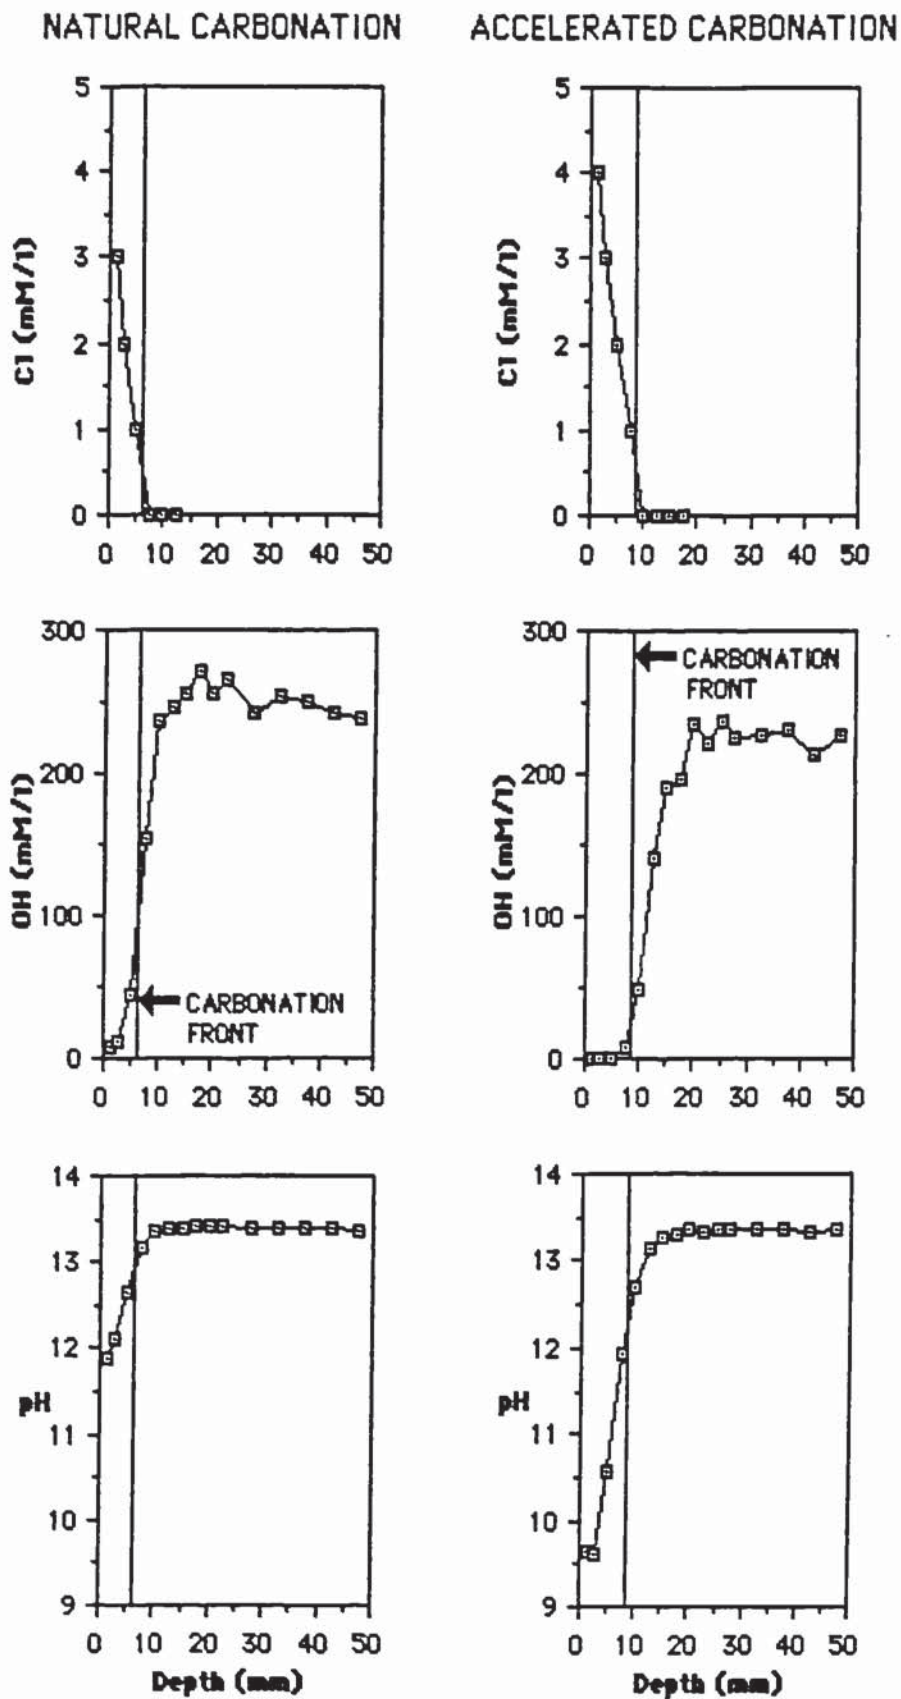 NATURAL CARBONATION
ACCELERATED CARBONATION
5
4
3
2
1
0
Cl (mM/l)
0 10 20 30 40 50
5
4
3
2
1
0
Cl (mM/l)
0 10 20 30 40 50
300
200
100
0
OH (mM/l)
CARBONATION
FRONT
0 10 20 30 40 50
300
200
100
0
OH (mM/l)
CARBONATION
FRONT
0 10 20 30 40 50
14
13
12
11
10
9
pH
0 10 20 30 40 50
Depth (mm)
14
13
12
11
10
9
pH
0 10 20 30 40 50
Depth (mm)